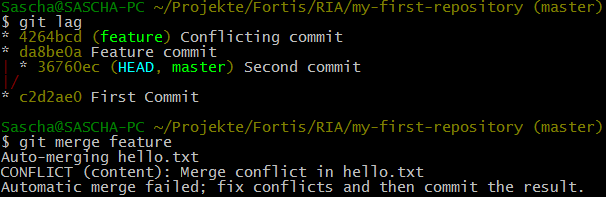 Sascha@SASCHA-PC ~/Projekte/Fortis/RIA/my-first-repository (master)
$ git lag
* 4264bcd (feature) Conflicting commit
* da8be0a Feature commit
| * 36760ec (HEAD, master) Second commit
|/
* c2d2ae0 First Commit

Sascha@SASCHA-PC ~/Projekte/Fortis/RIA/my-first-repository (master)
$ git merge feature
Auto-merging hello.txt
CONFLICT (content): Merge conflict in hello.txt
Automatic merge failed; fix conflicts and then commit the result.